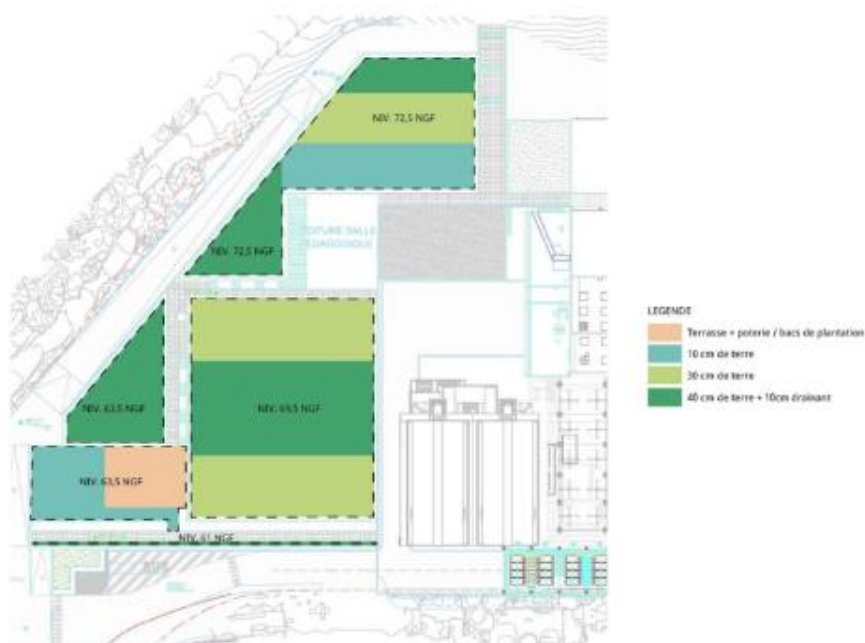 NIV. 72,5 NGF
NIV. 72,5 NGF
TOITURE SALLE
NIV. 63,5 NGF
NIV. 69,5 NGF
NIV. 63,5 NGF
NIV. 61 NGF
LEGENDE
Terrasse + poterie / bacs de plantation
10 cm de terre
30 cm de terre
40 cm de terre + 10cm drainant